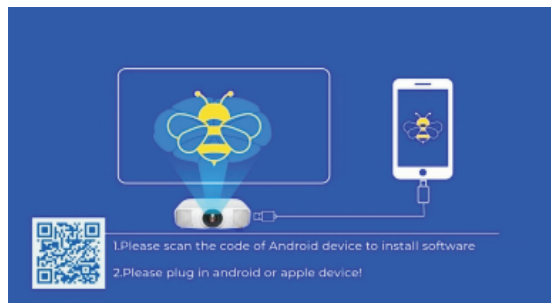 1.Please scan the code of Android device to install software
2.Please plug in android or apple device!